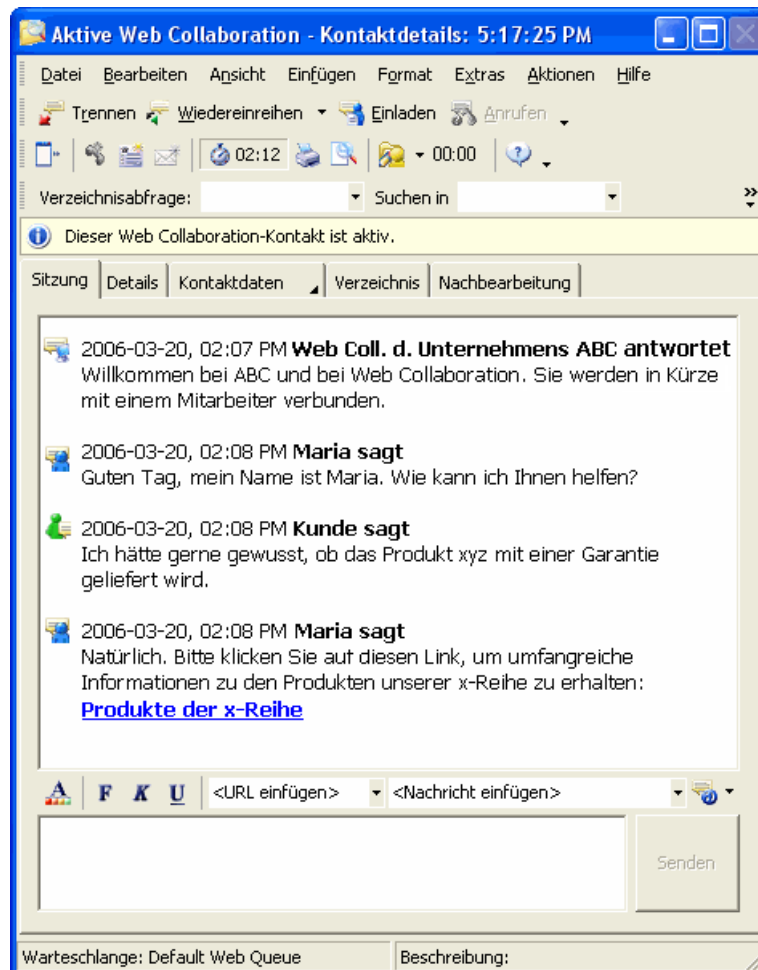 Aktive Web Collaboration - Kontaktdetails: 5:17:25 PM
Datei Bearbeiten Ansicht Einfügen Format Extras Aktionen Hilfe
Trennen Wiedereinreihen Einladen Anrufen
02:12 00:00
Verzeichnisabfrage: Suchen in
Dieser Web Collaboration-Kontakt ist aktiv.
Sitzung Details Kontaktdaten Verzeichnis Nachbearbeitung
2006-03-20, 02:07 PM Web Coll. d. Unternehmens ABC antwortet
Willkommen bei ABC und bei Web Collaboration. Sie werden in Kürze
mit einem Mitarbeiter verbunden.
2006-03-20, 02:08 PM Maria sagt
Guten Tag, mein Name ist Maria. Wie kann ich Ihnen helfen?
2006-03-20, 02:08 PM Kunde sagt
Ich hätte gerne gewusst, ob das Produkt xyz mit einer Garantie
geliefert wird.
2006-03-20, 02:08 PM Maria sagt
Natürlich. Bitte klicken Sie auf diesen Link, um umfangreiche
Informationen zu den Produkten unserer x-Reihe zu erhalten:
Produkte der x-Reihe
A F K U <URL einfügen> <Nachricht einfügen>
Senden
Warteschlange: Default Web Queue Beschreibung: